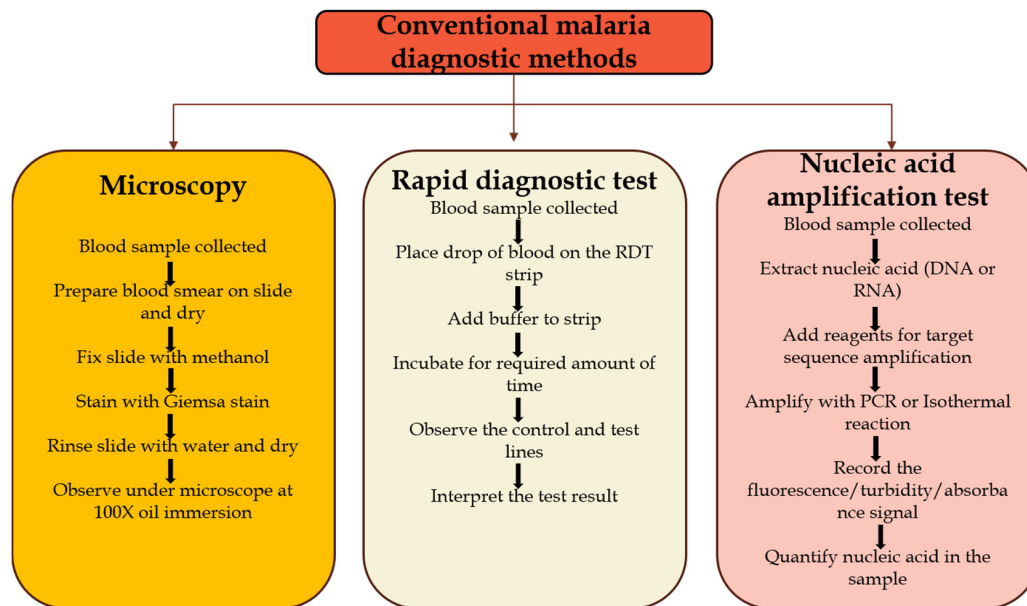 Conventional malaria
diagnostic methods
Microscopy
Blood sample collected
Prepare blood smear on slide
and dry
Fix slide with methanol
Stain with Giemsa stain
Rinse slide with water and dry
Observe under microscope at
100X oil immersion
Rapid diagnostic test
Blood sample collected
Place drop of blood on the RDT
strip
Add buffer to strip
Incubate for required amount of
time
Observe the control and test
lines
Interpret the test result
Nucleic acid
amplification test
Blood sample collected
Extract nucleic acid (DNA or
RNA)
Add reagents for target
sequence amplification
Amplify with PCR or Isothermal
reaction
Record the
fluorescence/turbidity/absorba
nce signal
Quantify nucleic acid in the
sample